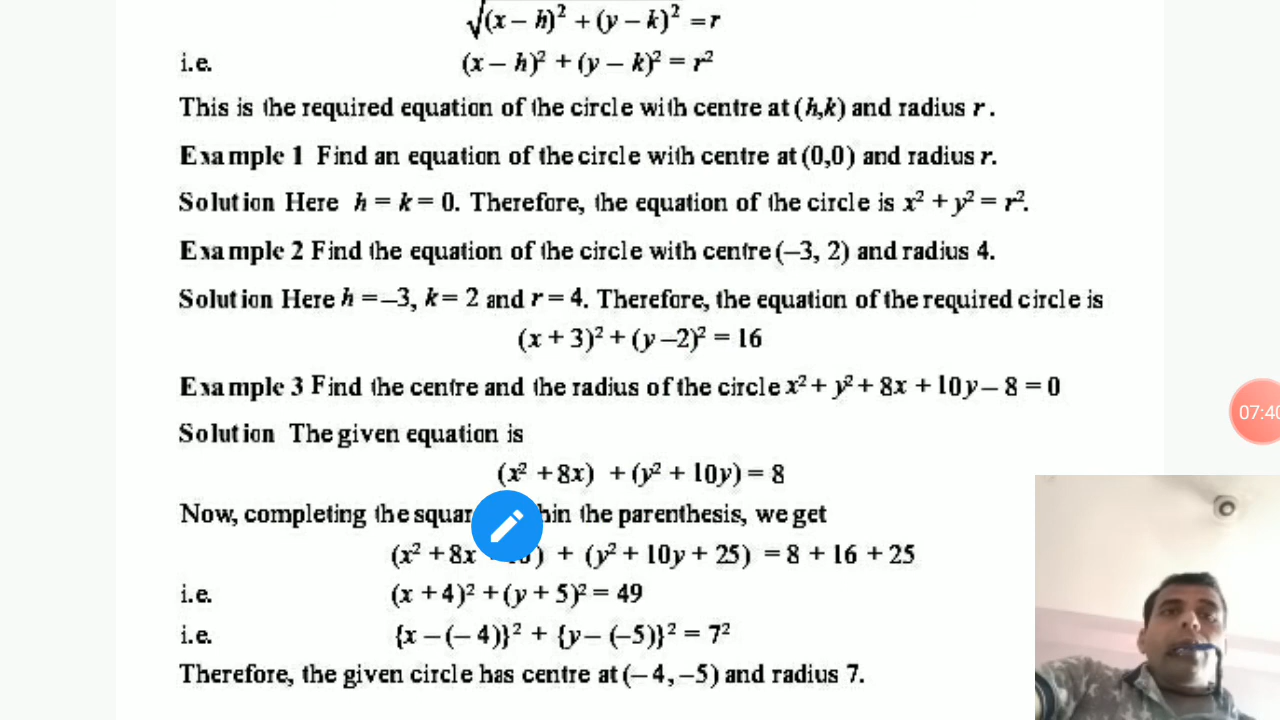 √(x – h)² + (y – k)² = r
i.e. (x – h)² + (y – k)² = r²
This is the required equation of the circle with centre at (h,k) and radius r .
Example 1 Find an equation of the circle with centre at (0,0) and radius r.
Solution Here h = k = 0. Therefore, the equation of the circle is x² + y² = r².
Example 2 Find the equation of the circle with centre (–3, 2) and radius 4.
Solution Here h = –3, k = 2 and r = 4. Therefore, the equation of the required circle is
(x + 3)² + (y –2)² = 16
Example 3 Find the centre and the radius of the circle x² + y² + 8x + 10y – 8 = 0
Solution The given equation is
(x² + 8x) + (y² + 10y) = 8
Now, completing the the parenthesis, we get
(x² + 8x ) + (y² + 10y + 25) = 8 + 16 + 25
i.e. (x + 4)² + (y + 5)² = 49
i.e. {x – (– 4)}² + {y – (–5)}² = 7²
Therefore, the given circle has centre at (– 4, –5) and radius 7.
07:40